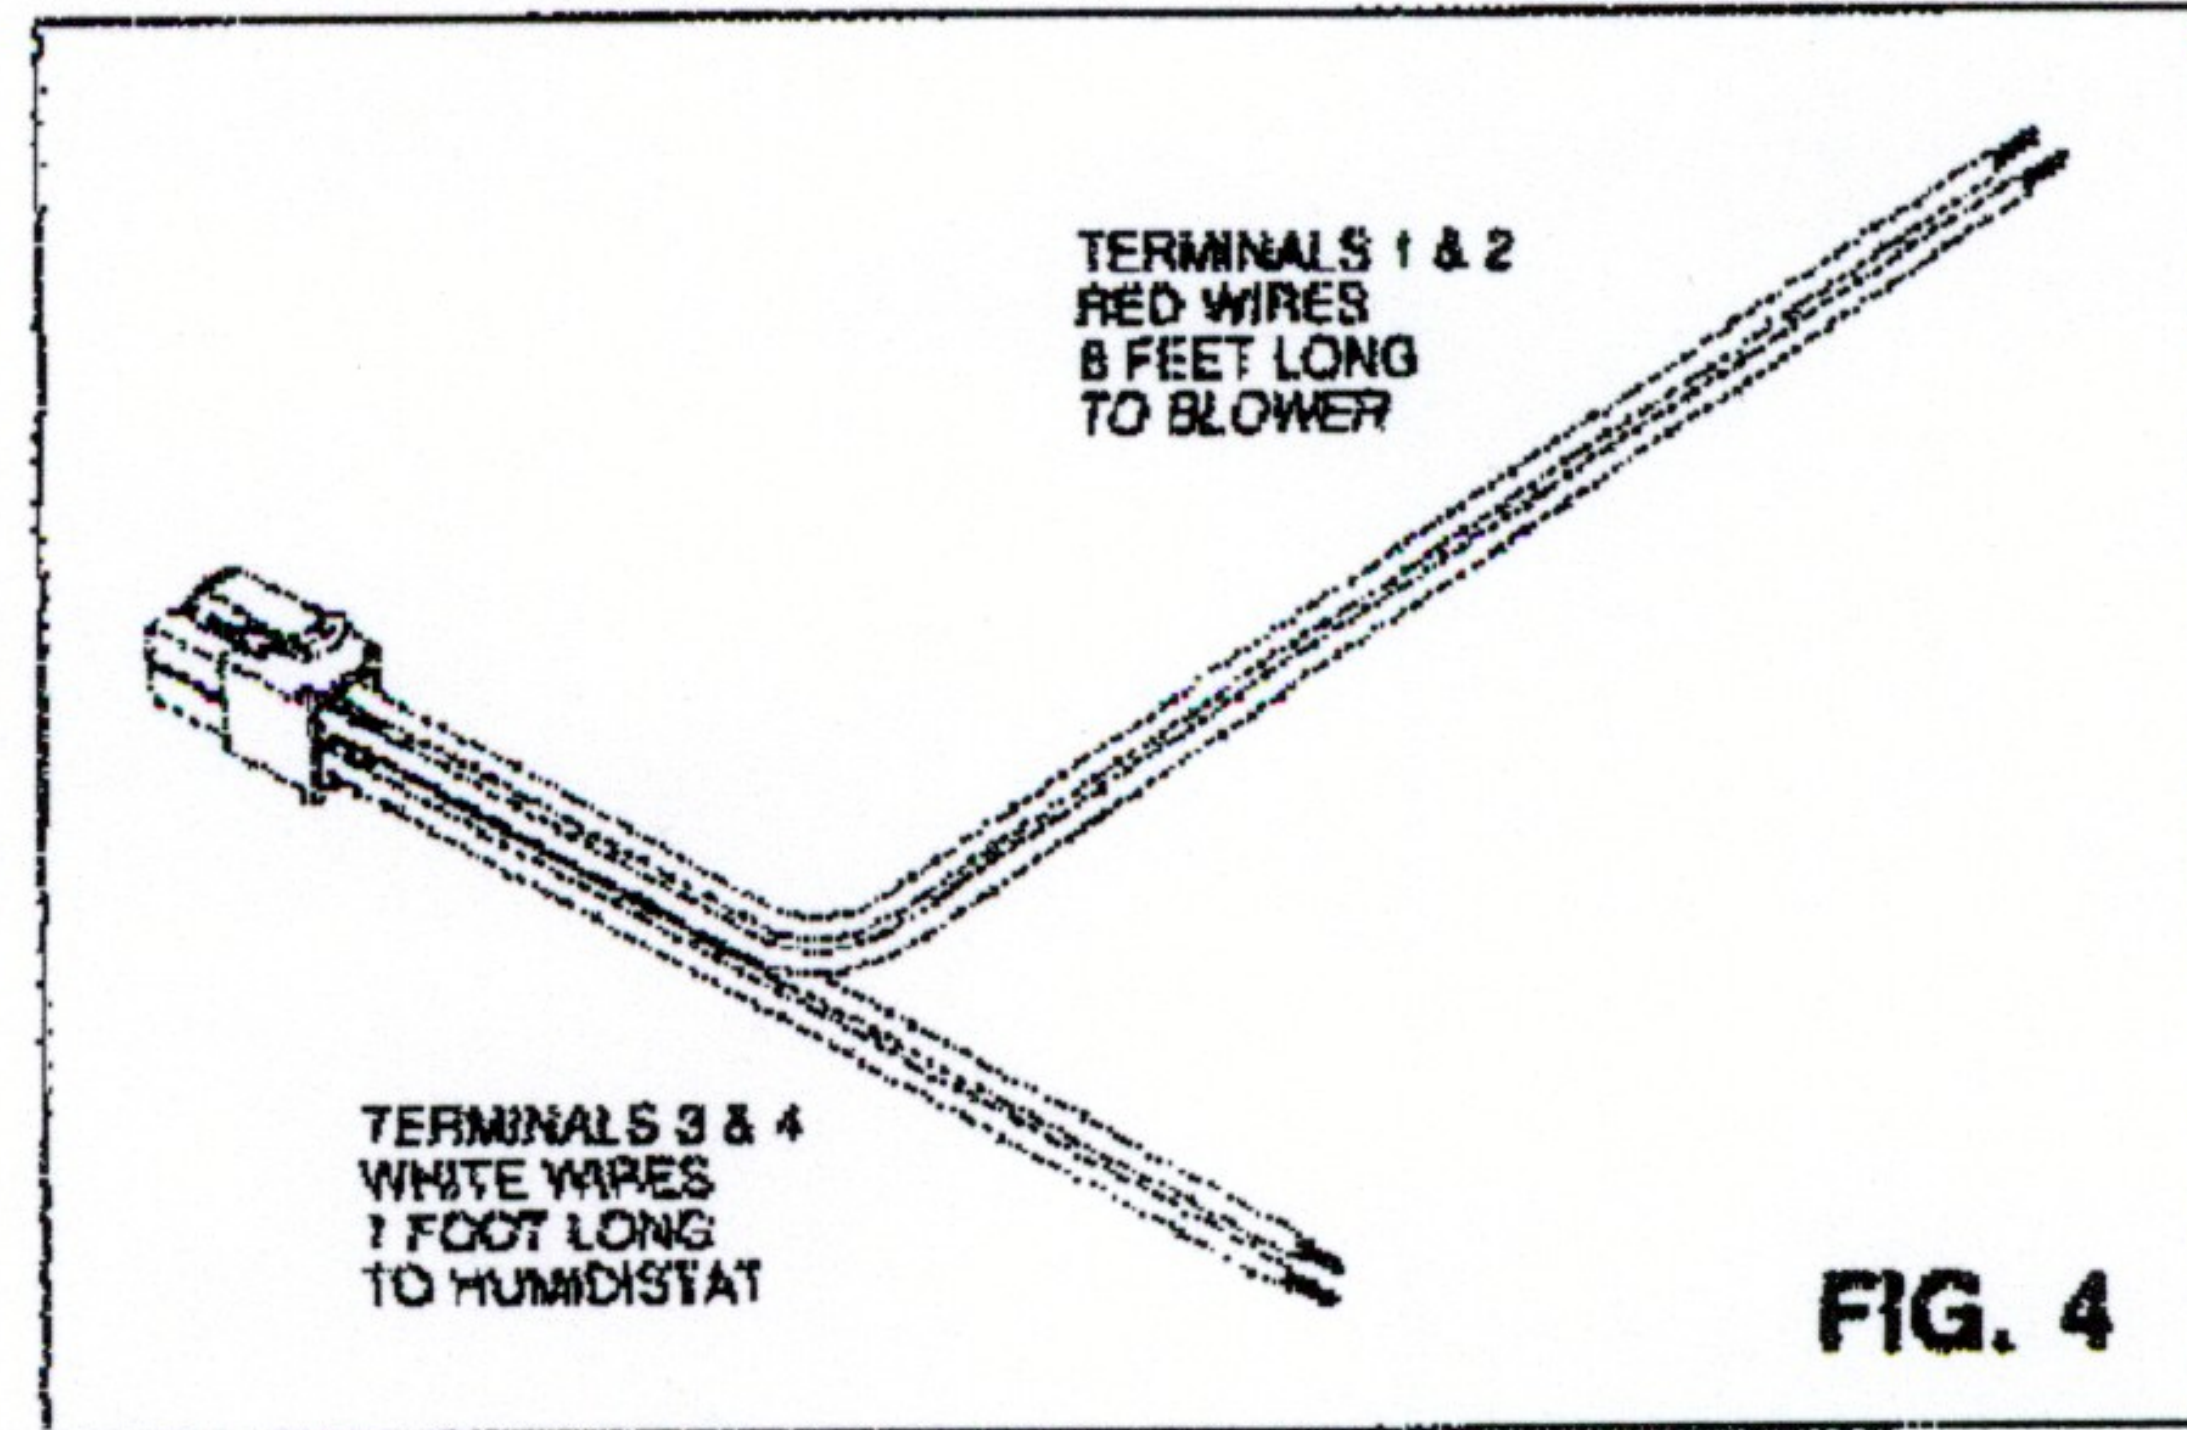 TERMINALS 1 & 2
RED WIRES
FEET LONG
TO BLOWER
TERMINALS 3 & 4
WHITE WIRES
1 FOOT LONG
TO HUMIDISTAT
FIG. 4